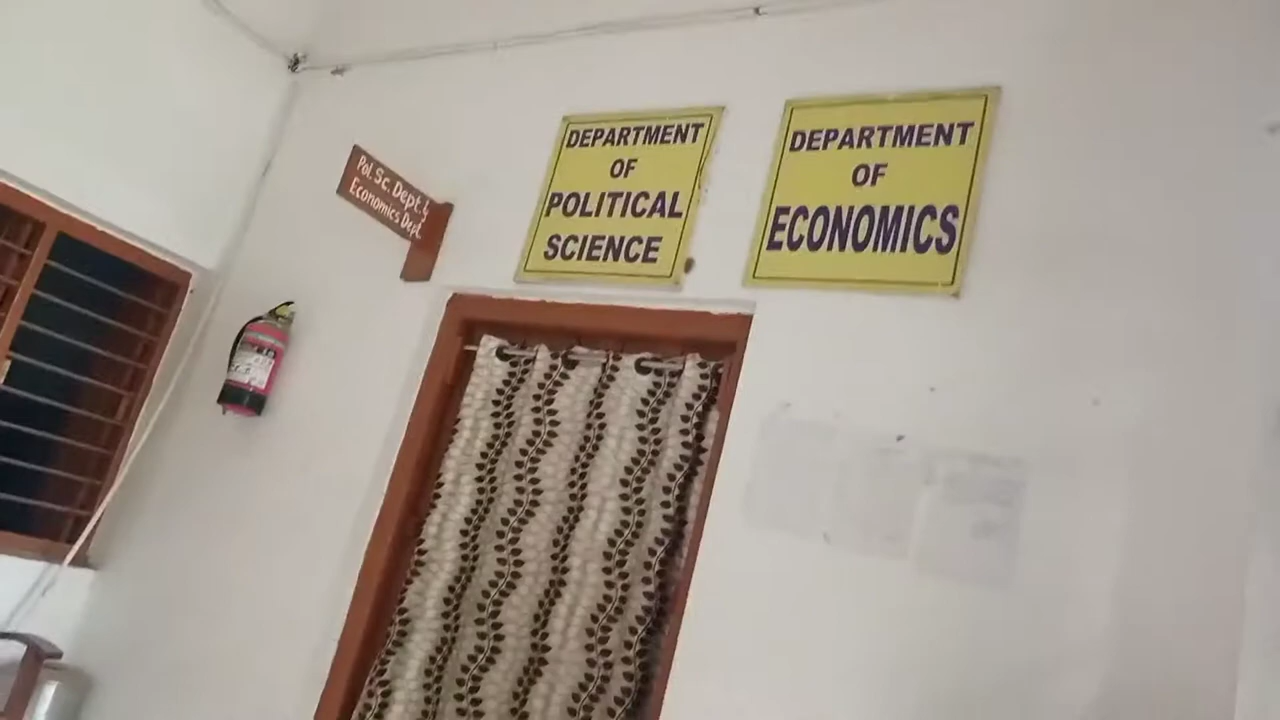 Pol. Sc. Dept. &
Economics Dept.
DEPARTMENT
OF
POLITICAL
SCIENCE
DEPARTMENT
OF
ECONOMICS